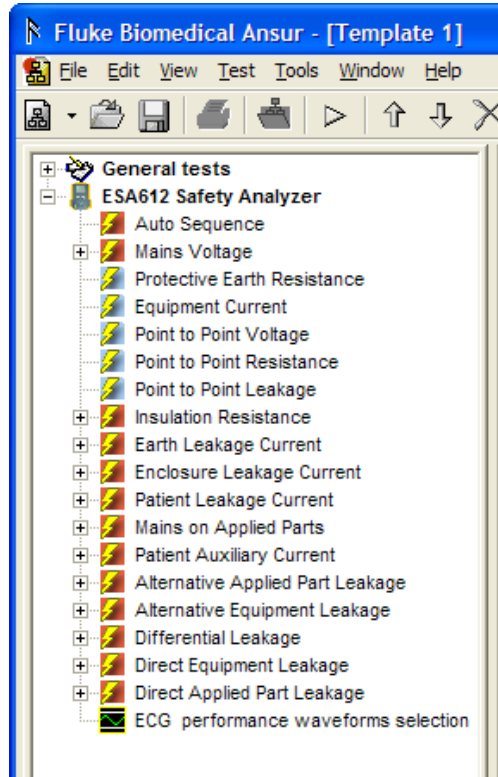 Fluke Biomedical Ansur - [Template 1]
File Edit View Test Tools Window Help
General tests
ESA612 Safety Analyzer
Auto Sequence
Mains Voltage
Protective Earth Resistance
Equipment Current
Point to Point Voltage
Point to Point Resistance
Point to Point Leakage
Insulation Resistance
Earth Leakage Current
Enclosure Leakage Current
Patient Leakage Current
Mains on Applied Parts
Patient Auxiliary Current
Alternative Applied Part Leakage
Alternative Equipment Leakage
Differential Leakage
Direct Equipment Leakage
Direct Applied Part Leakage
ECG performance waveforms selection